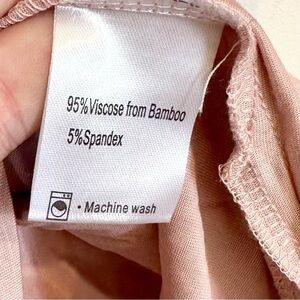 95%Viscose from Bamboo
5%Spandex
• Machine wash